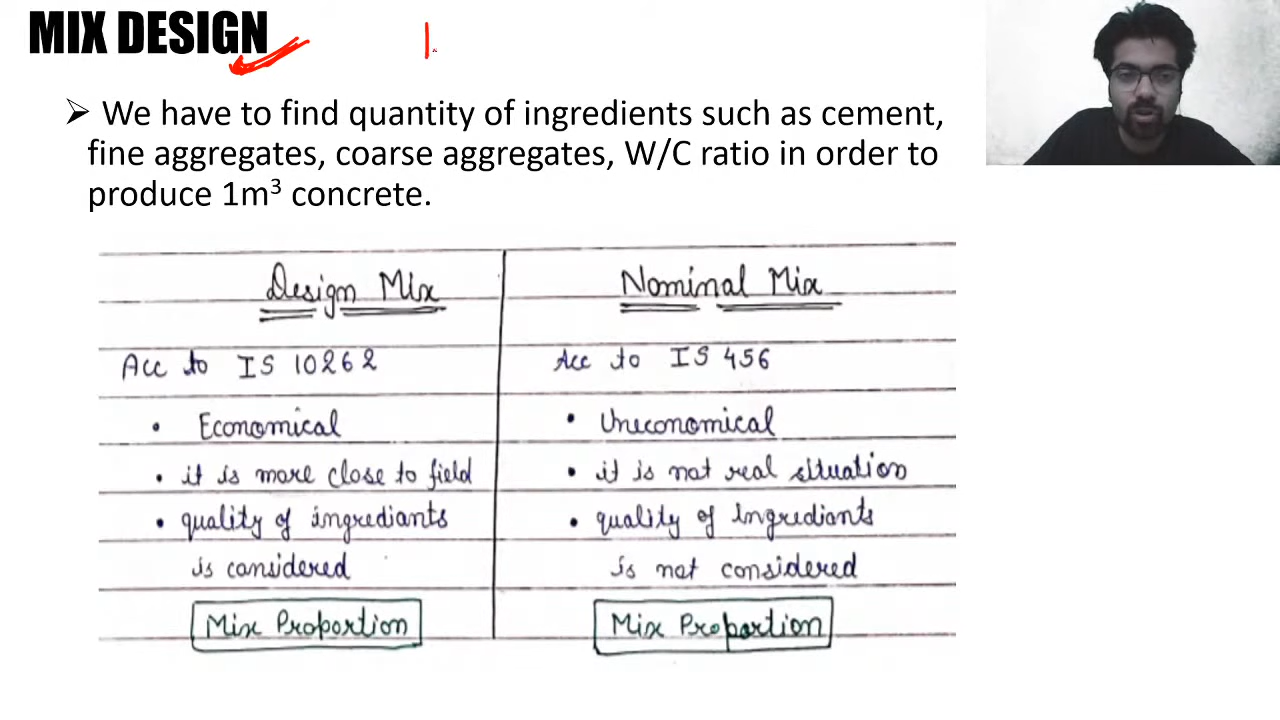 MIX DESIGN
➢ We have to find quantity of ingredients such as cement,
fine aggregates, coarse aggregates, W/C ratio in order to
produce 1m³ concrete.
Design Mix
Nominal Mix
Acc to IS 10262
Acc to IS 456
• Economical
• Uneconomical
• it is more close to field
• it is not real situation
• quality of ingrediants
• quality of Ingrediants
is considered
is not considered
Mix Proportion
Mix Proportion